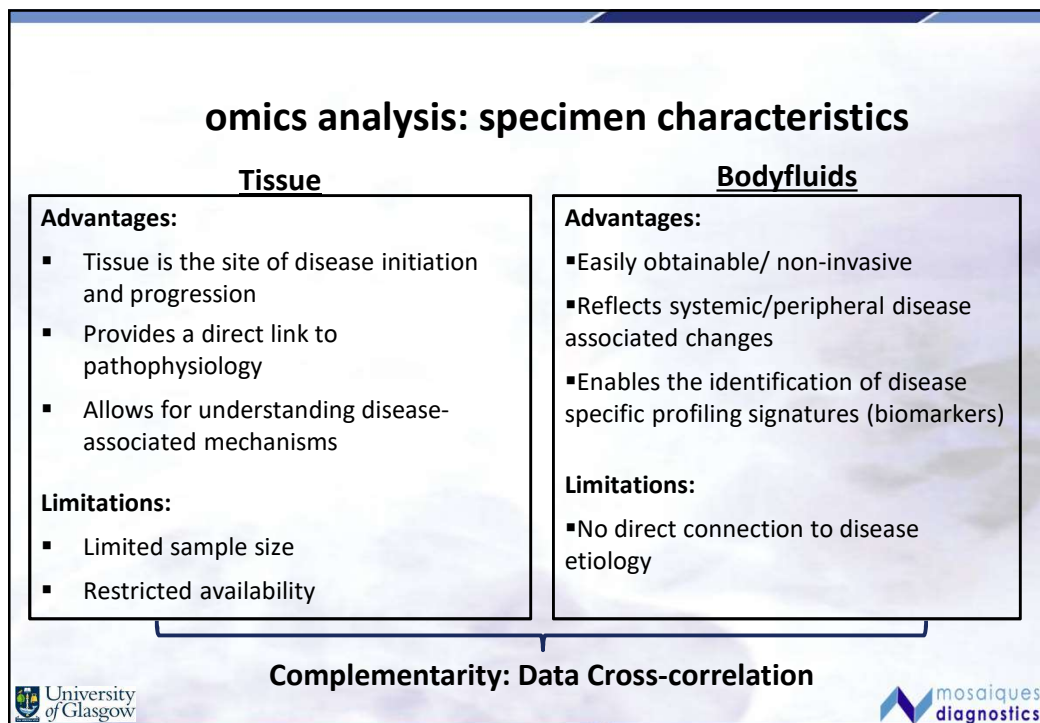 omics analysis: specimen characteristics
Tissue
Advantages:
▪ Tissue is the site of disease initiation
and progression
▪ Provides a direct link to
pathophysiology
▪ Allows for understanding disease-
associated mechanisms
Limitations:
▪ Limited sample size
▪ Restricted availability
Bodyfluids
Advantages:
▪Easily obtainable/ non-invasive
▪Reflects systemic/peripheral disease
associated changes
▪Enables the identification of disease
specific profiling signatures (biomarkers)
Limitations:
▪No direct connection to disease
etiology
Complementarity: Data Cross-correlation
University
of Glasgow
mosaiques
diagnostics